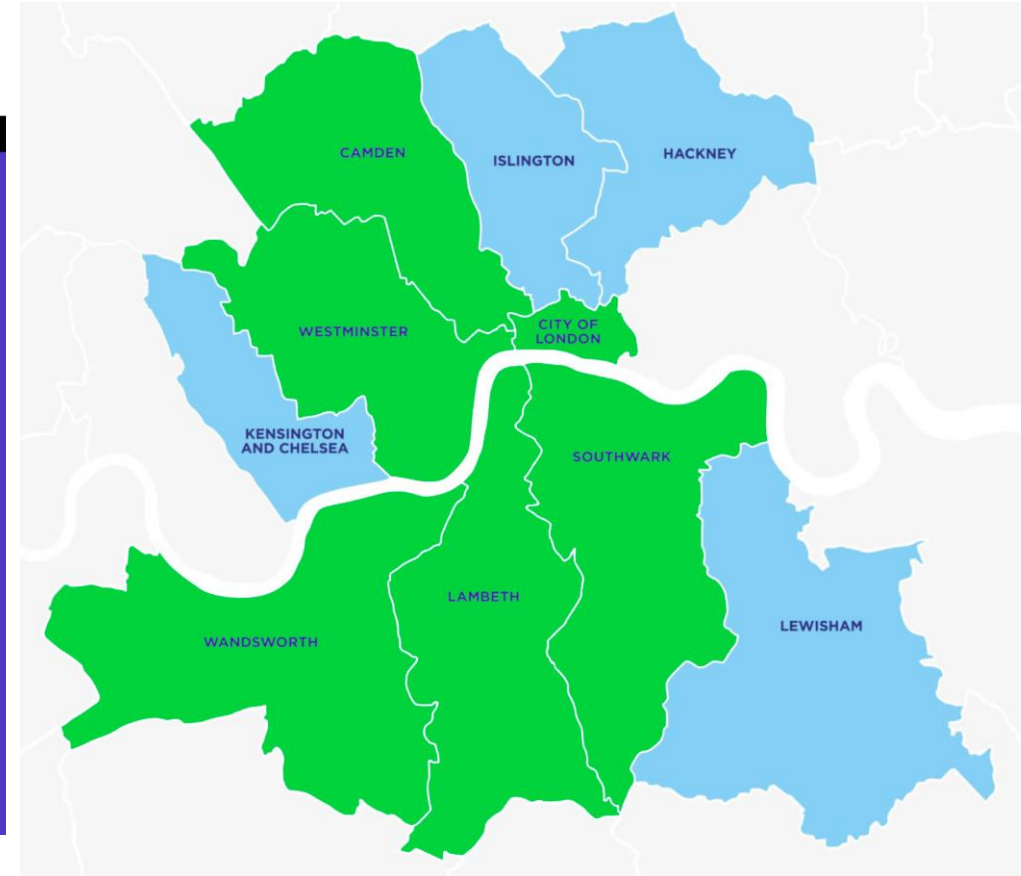 CAMDEN
ISLINGTON
HACKNEY
WESTMINSTER
CITY OF
LONDON
KENSINGTON
AND CHELSEA
SOUTHWARK
LAMBETH
WANDSWORTH
LEWISHAM